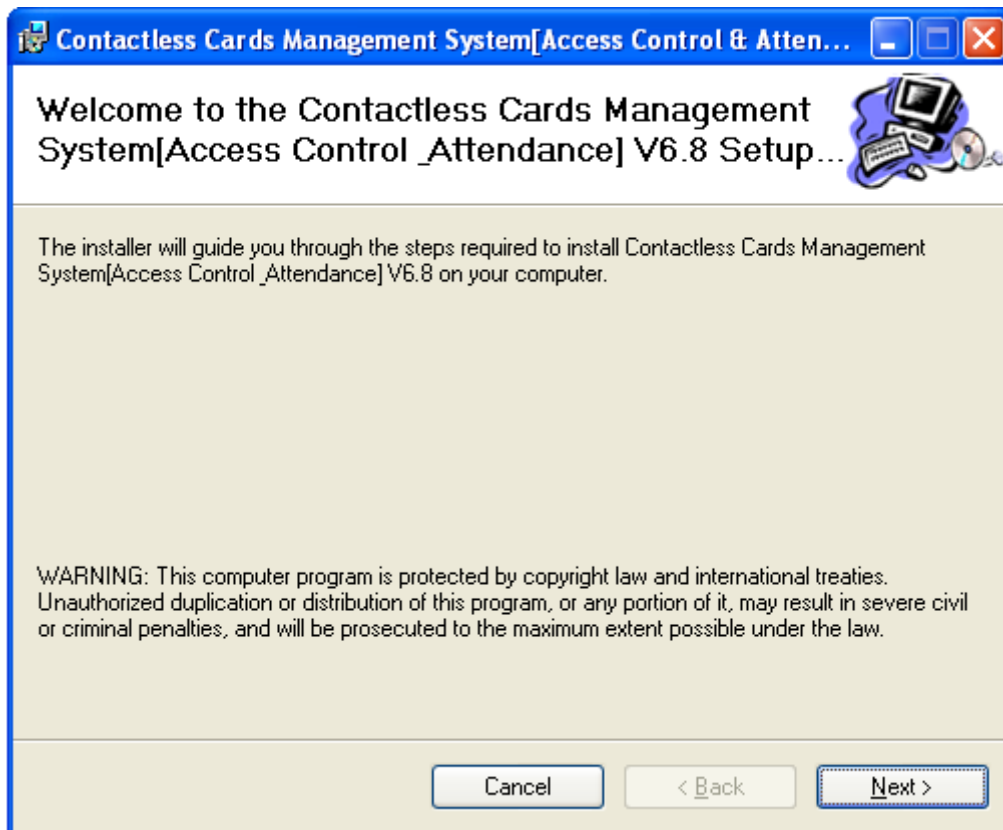 Contactless Cards Management System[Access Control & Atten...
Welcome to the Contactless Cards Management
System[Access Control _Attendance] V6.8 Setup...
The installer will guide you through the steps required to install Contactless Cards Management
System[Access Control _Attendance] V6.8 on your computer.
WARNING: This computer program is protected by copyright law and international treaties.
Unauthorized duplication or distribution of this program, or any portion of it, may result in severe civil
or criminal penalties, and will be prosecuted to the maximum extent possible under the law.
Cancel < Back Next >